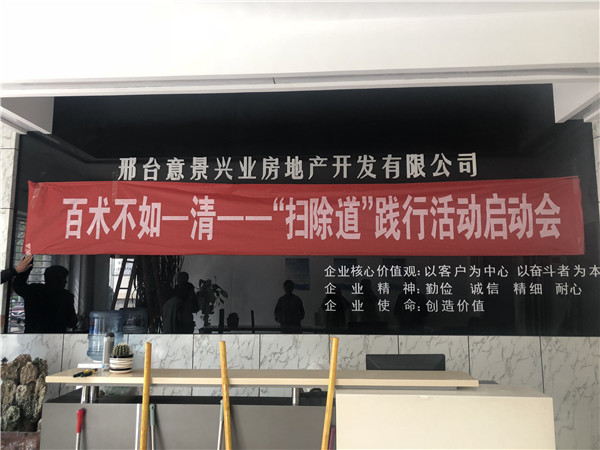 邢台意景兴业房地产开发有限公司
百术不如一清——“扫除道”践行活动启动会
企业核心价值观:以客户为中心 以奋斗者为本
企业精神:勤俭 诚信 精细 耐心
企业使命:创造价值